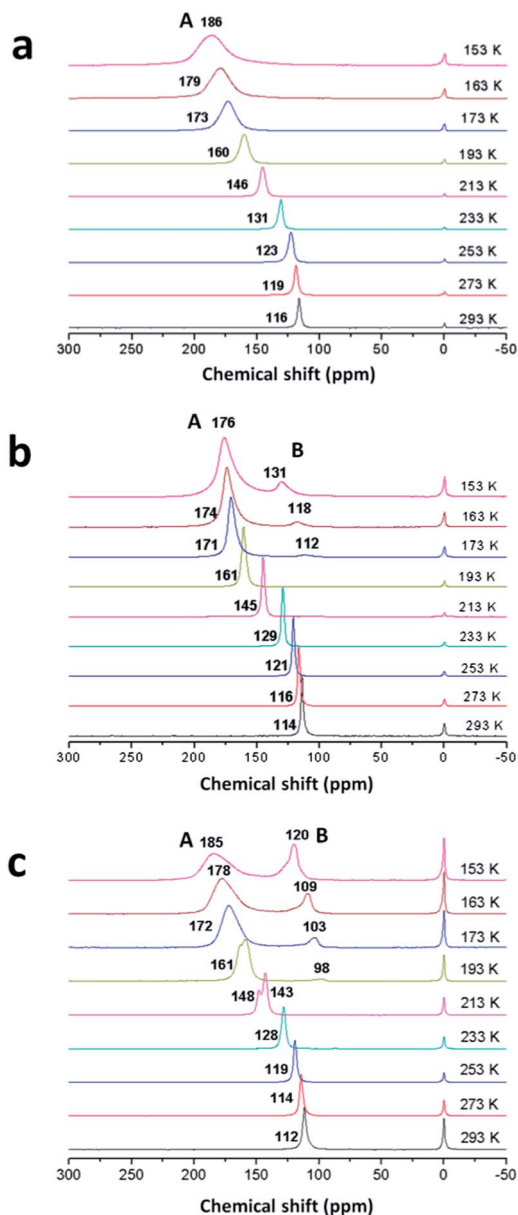 a
A 186
153 K
179
163 K
173
173 K
160
193 K
146
213 K
131
233 K
123
253 K
119
273 K
116
293 K
300 250 200 150 100 50 0 -50
Chemical shift (ppm)
b
A 176
B
131
153 K
174
118
163 K
171
112
173 K
161
193 K
145
213 K
129
233 K
121
253 K
116
273 K
114
293 K
300 250 200 150 100 50 0 -50
Chemical shift (ppm)
c
A 185
120 B
153 K
178
109
163 K
172
103
173 K
161
98
193 K
148 143
213 K
128
233 K
119
253 K
114
273 K
112
293 K
300 250 200 150 100 50 0 -50
Chemical shift (ppm)